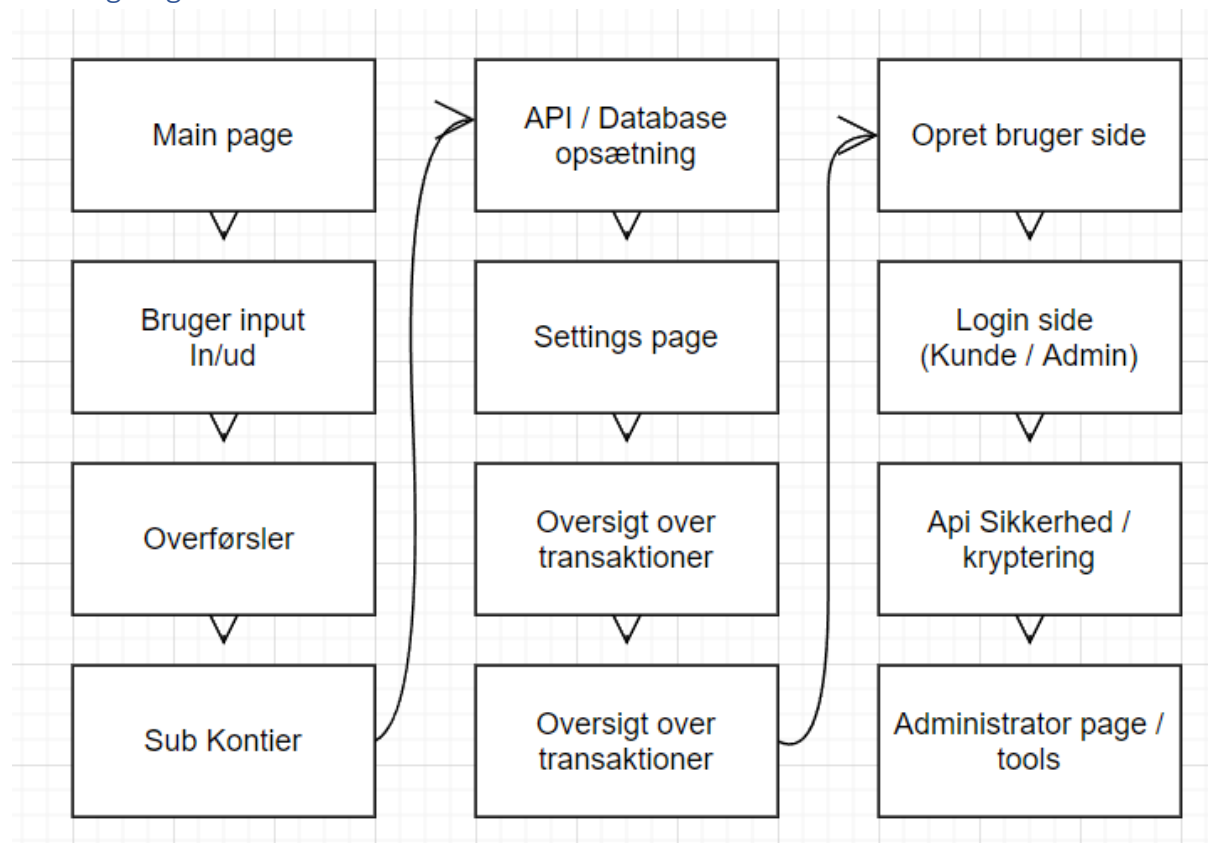 Main page
Bruger input
In/ud
Overførsler
Sub Kontier
API / Database
opsætning
Settings page
Oversigt over
transaktioner
Oversigt over
transaktioner
Opret bruger side
Login side
(Kunde / Admin)
Api Sikkerhed /
kryptering
Administrator page /
tools